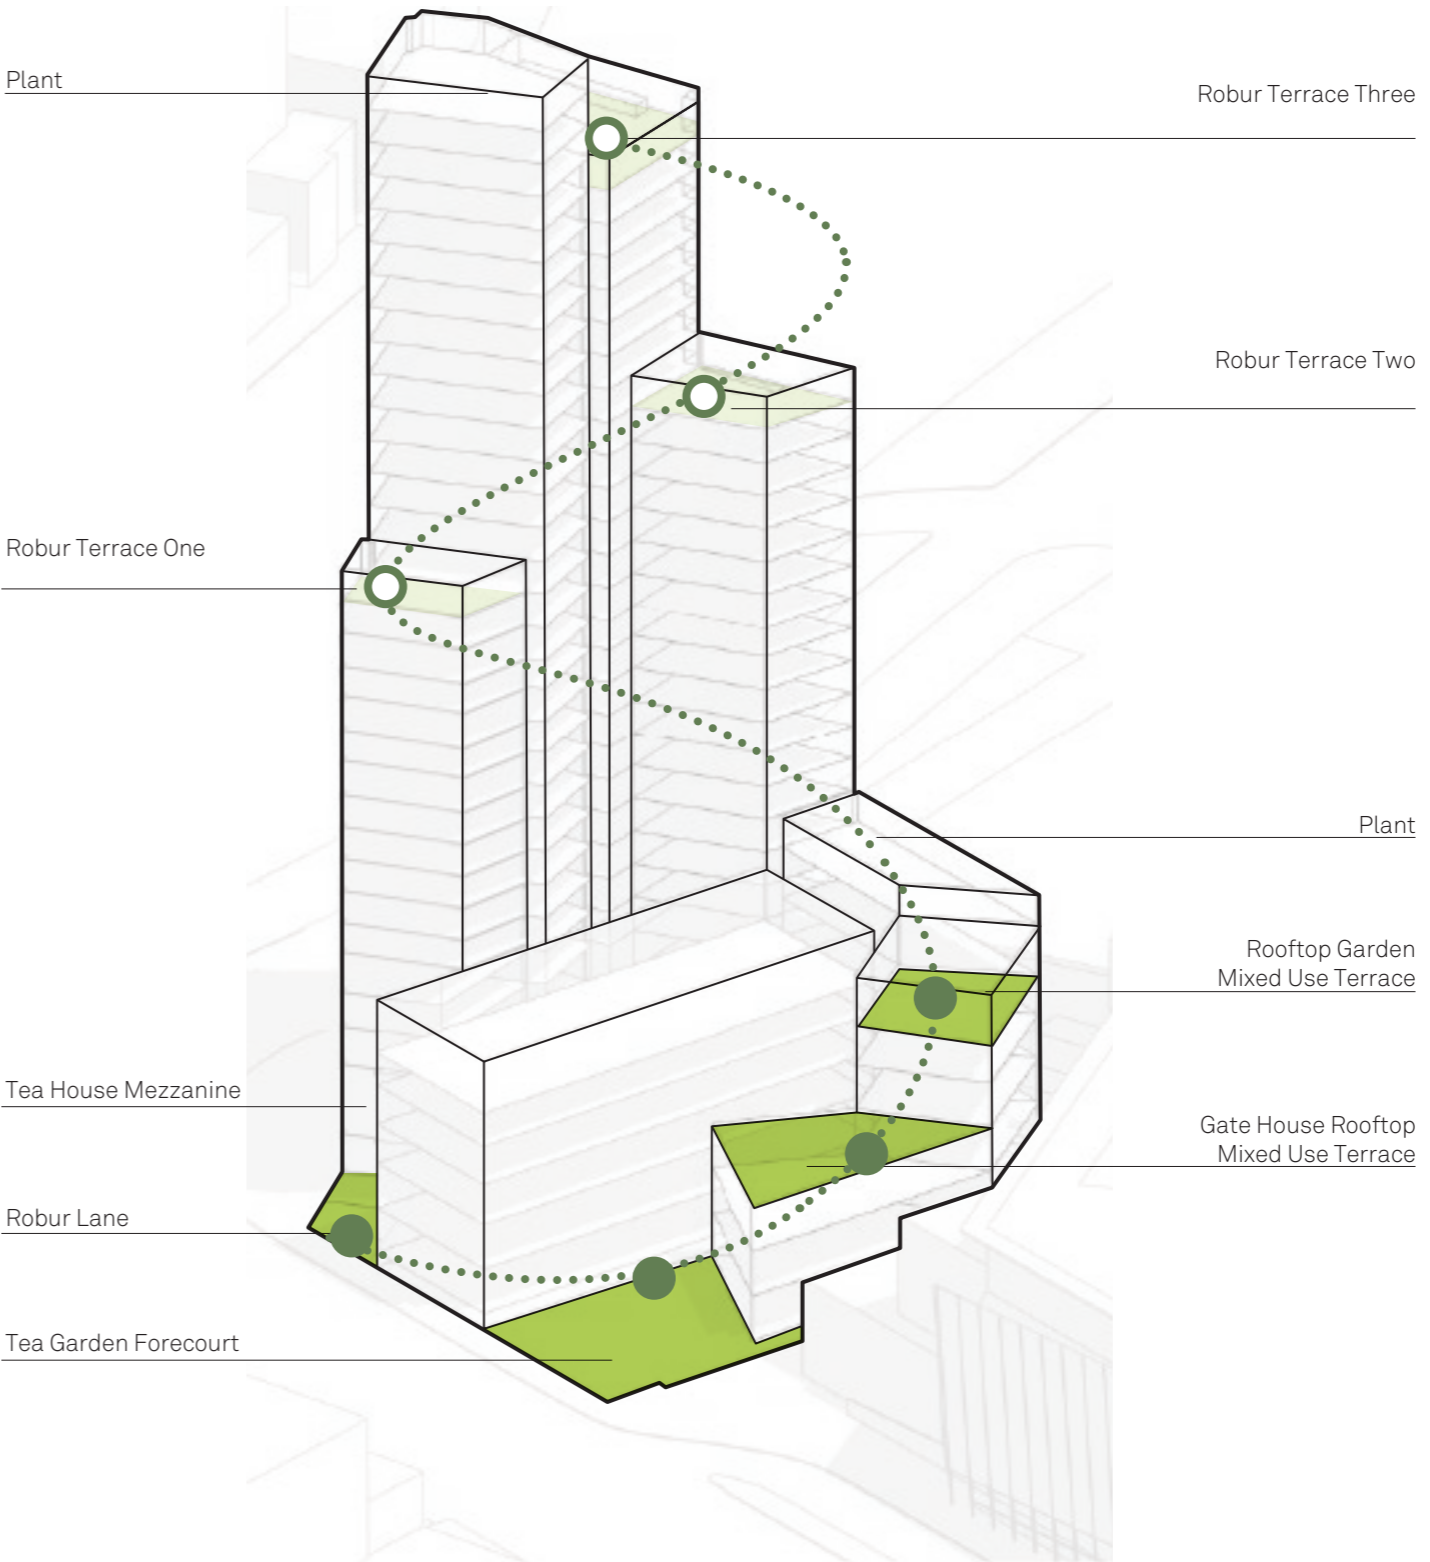 Plant
Robur Terrace Three
Robur Terrace Two
Robur Terrace One
Plant
Rooftop Garden
Mixed Use Terrace
Tea House Mezzanine
Gate House Rooftop
Mixed Use Terrace
Robur Lane
Tea Garden Forecourt